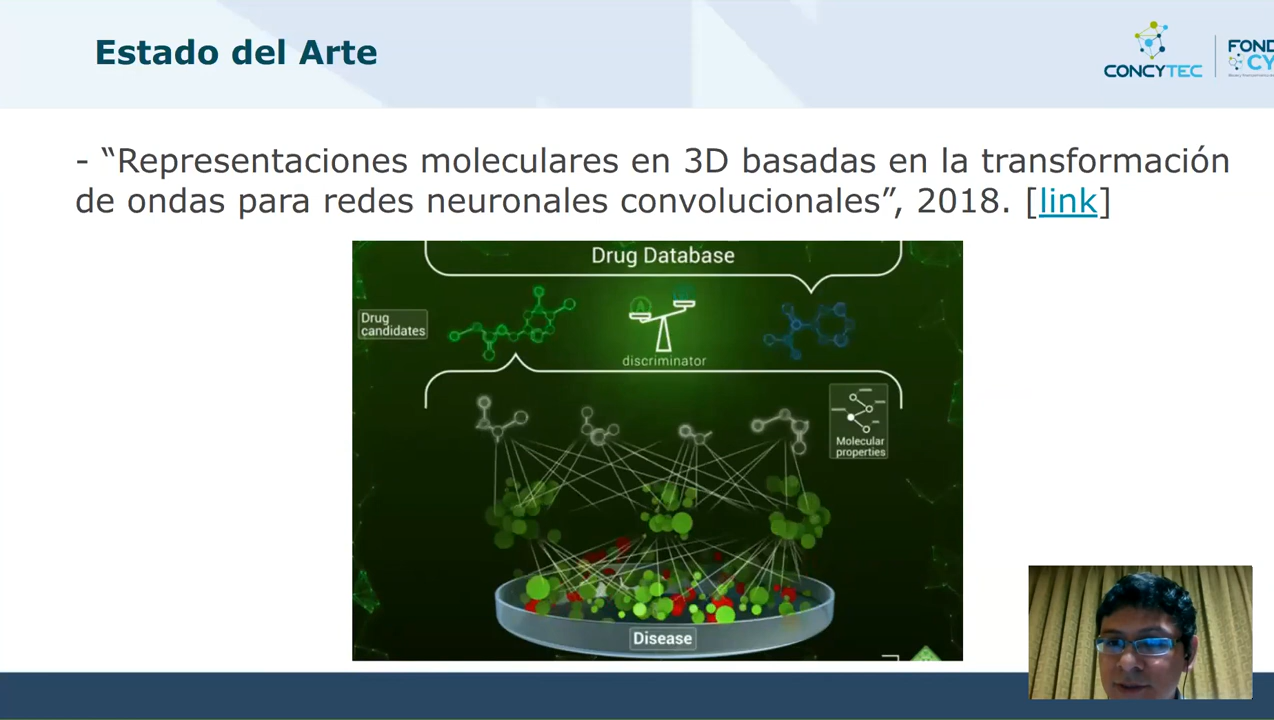 Estado del Arte
CONCYTEC
FOND
CY
- “Representaciones moleculares en 3D basadas en la transformación
de ondas para redes neuronales convolucionales”, 2018. [link]
Drug Database
Drug
candidates
A
discriminator
Molecular
properties
Disease